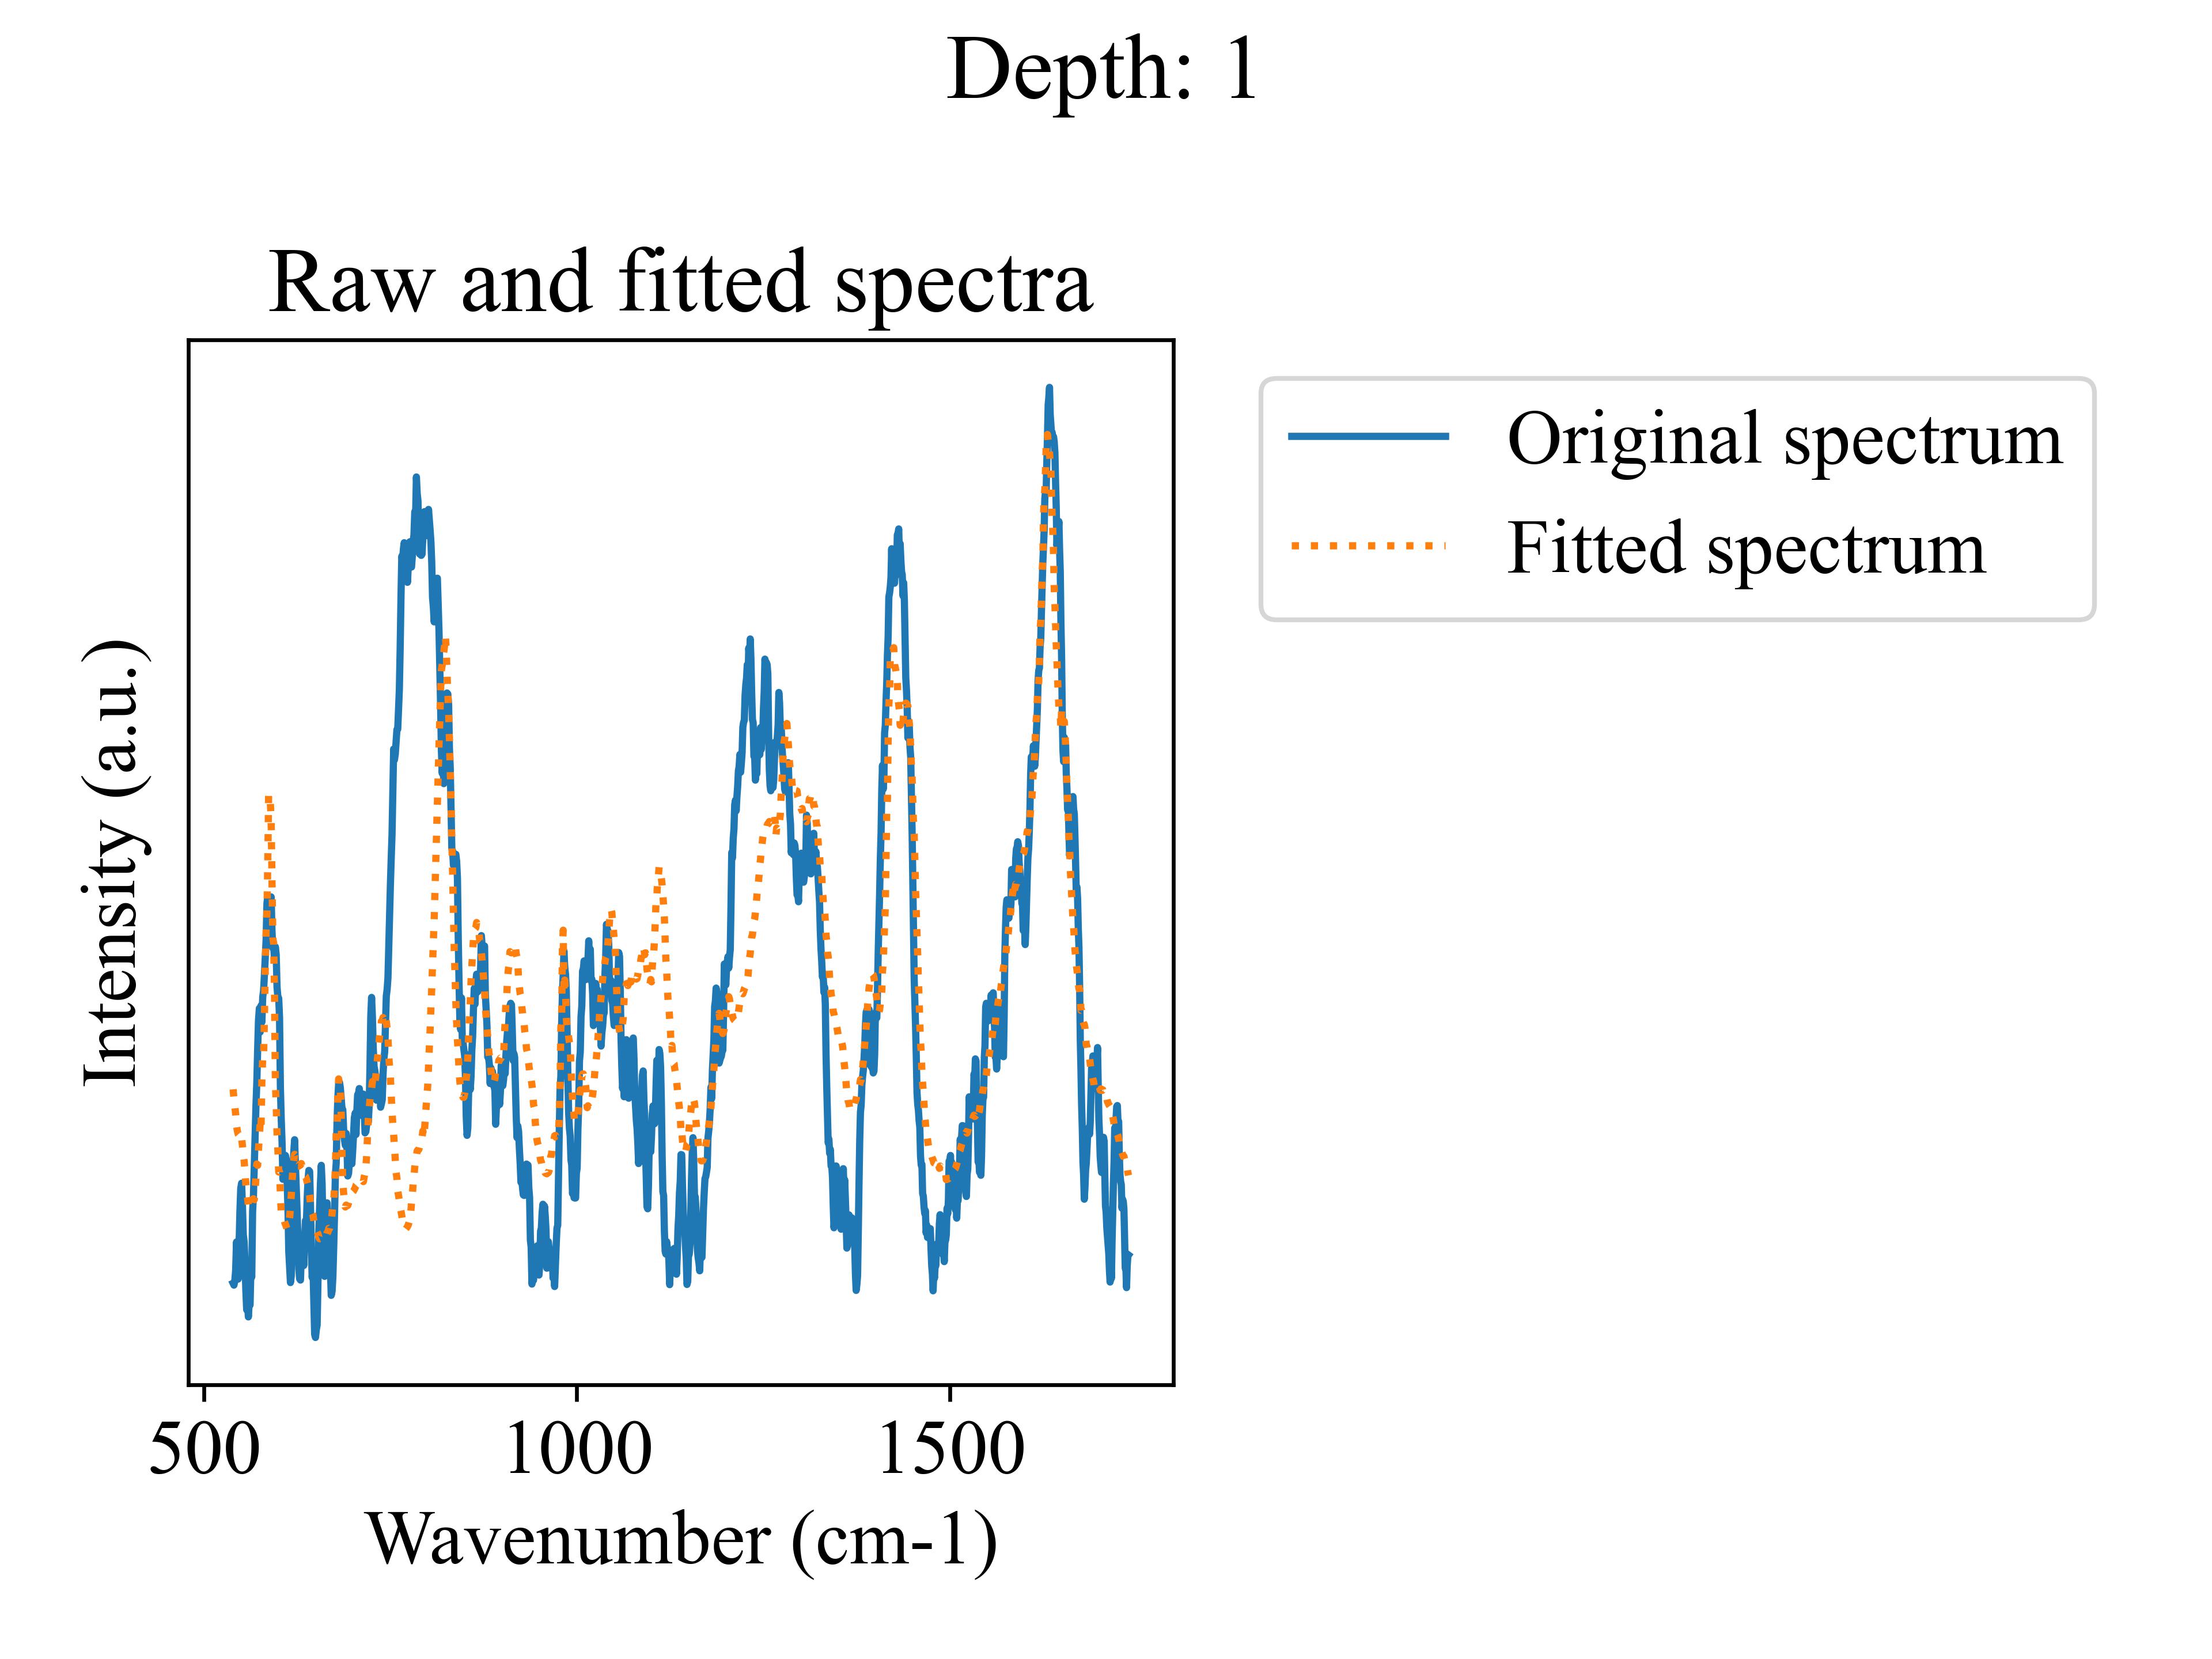 Depth: 1
Raw and fitted spectra
Original spectrum
Fitted spectrum
Intensity (a.u.)
500 1000 1500
Wavenumber (cm-1)